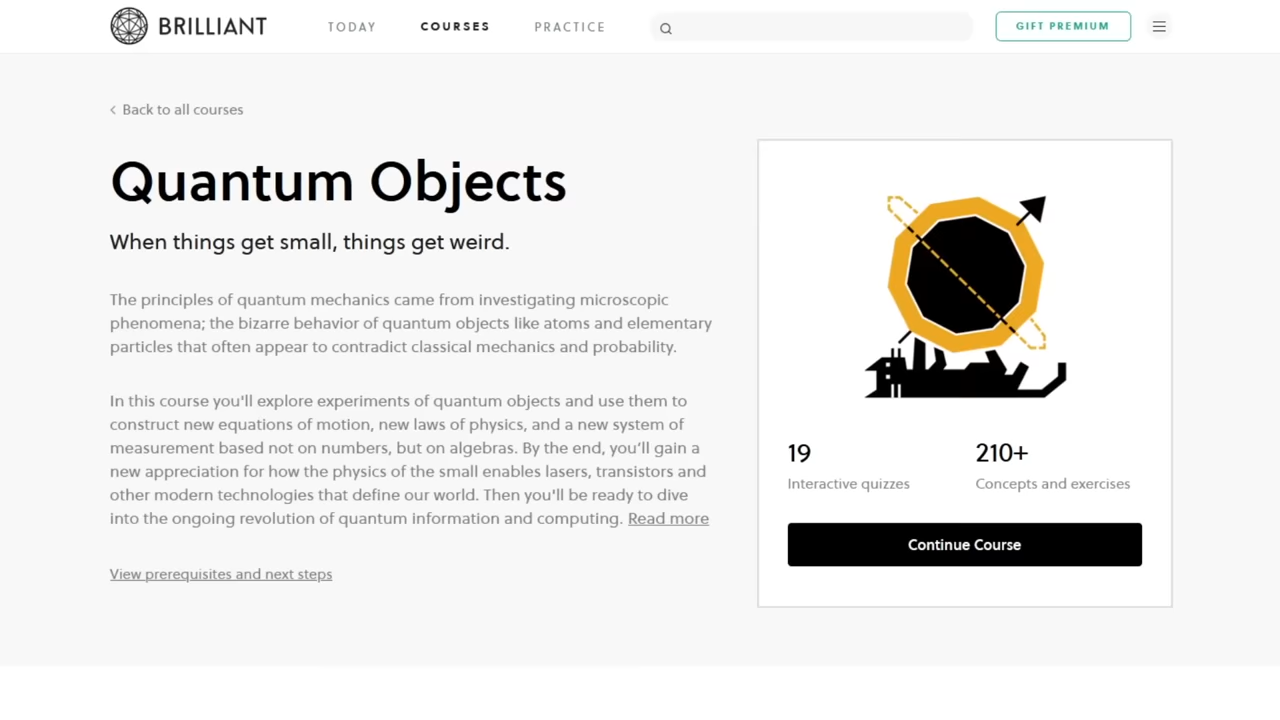 BRILLIANT
TODAY
COURSES
PRACTICE
GIFT PREMIUM
Back to all courses
Quantum Objects
When things get small, things get weird.
The principles of quantum mechanics came from investigating microscopic
phenomena; the bizarre behavior of quantum objects like atoms and elementary
particles that often appear to contradict classical mechanics and probability.
In this course you'll explore experiments of quantum objects and use them to
construct new equations of motion, new laws of physics, and a new system of
measurement based not on numbers, but on algebras. By the end, you’ll gain a
new appreciation for how the physics of the small enables lasers, transistors and
other modern technologies that define our world. Then you'll be ready to dive
into the ongoing revolution of quantum information and computing. Read more
View prerequisites and next steps
19
Interactive quizzes
210+
Concepts and exercises
Continue Course